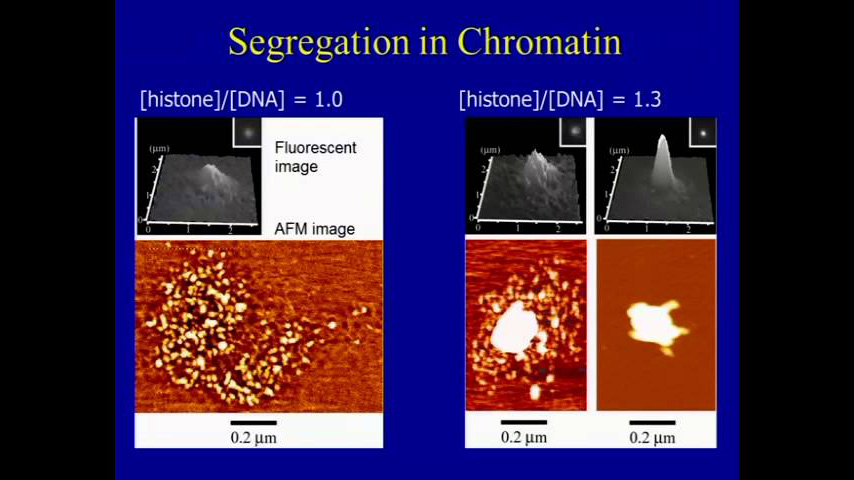 Segregation in Chromatin
[histone]/[DNA] = 1.0
[histone]/[DNA] = 1.3
Fluorescent
image
AFM image
(μm)
2
1
0
0
1
2
(μm)
2
1
0
0
1
2
(μm)
2
1
0
0
1
2
0.2 μm
0.2 μm
0.2 μm